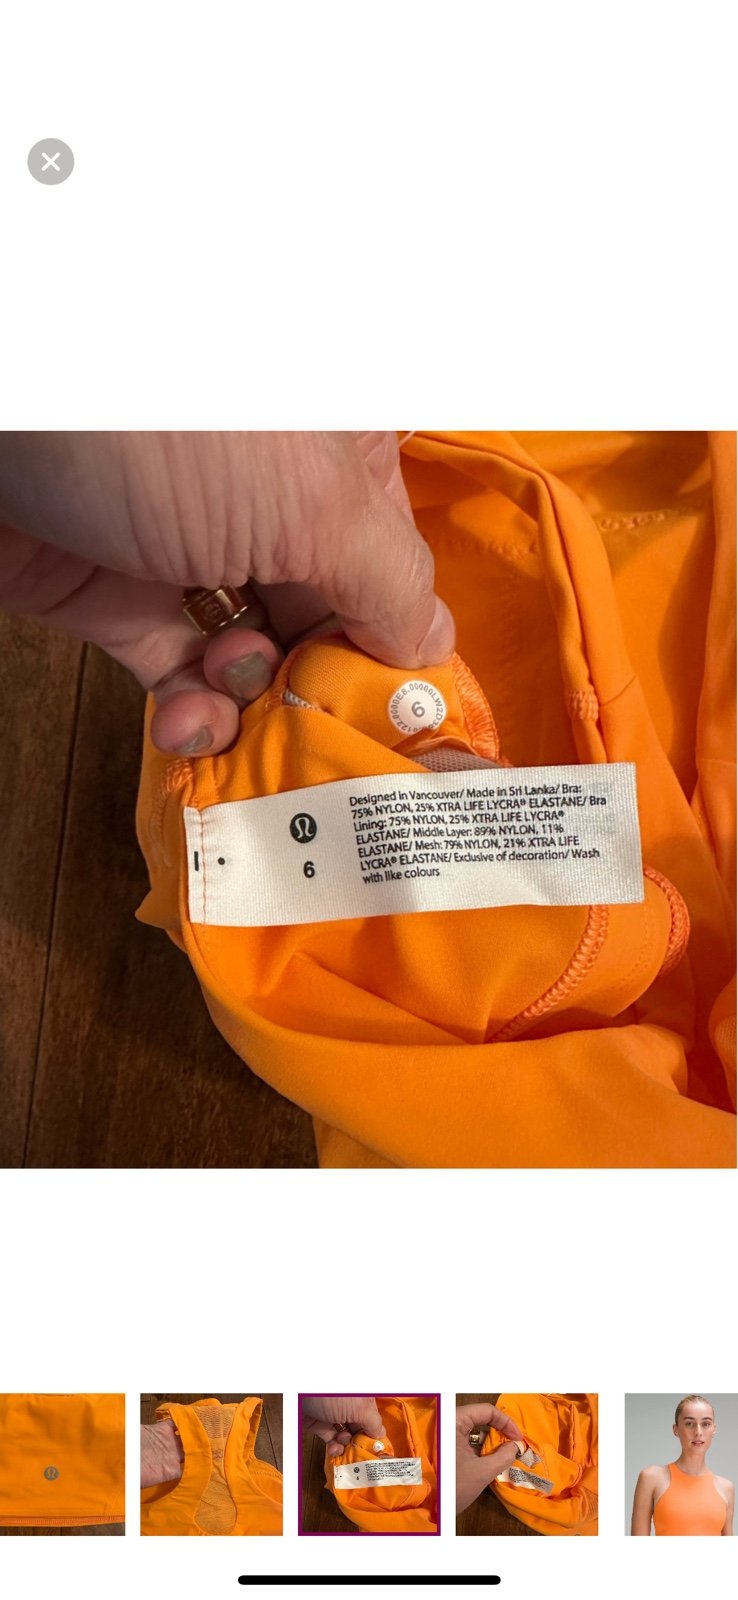 6
Designed in Vancouver/ Made in Sri Lanka/ Bra:
75% NYLON, 25% XTRA LIFE LYCRA® ELASTANE/ Bra
Lining: 75% NYLON, 25% XTRA LIFE LYCRA®
ELASTANE/ Middle Layer: 89% NYLON, 11%
ELASTANE/ Mesh: 79% NYLON, 21% XTRA LIFE
LYCRA® ELASTANE/ Exclusive of decoration/ Wash
with like colours
6